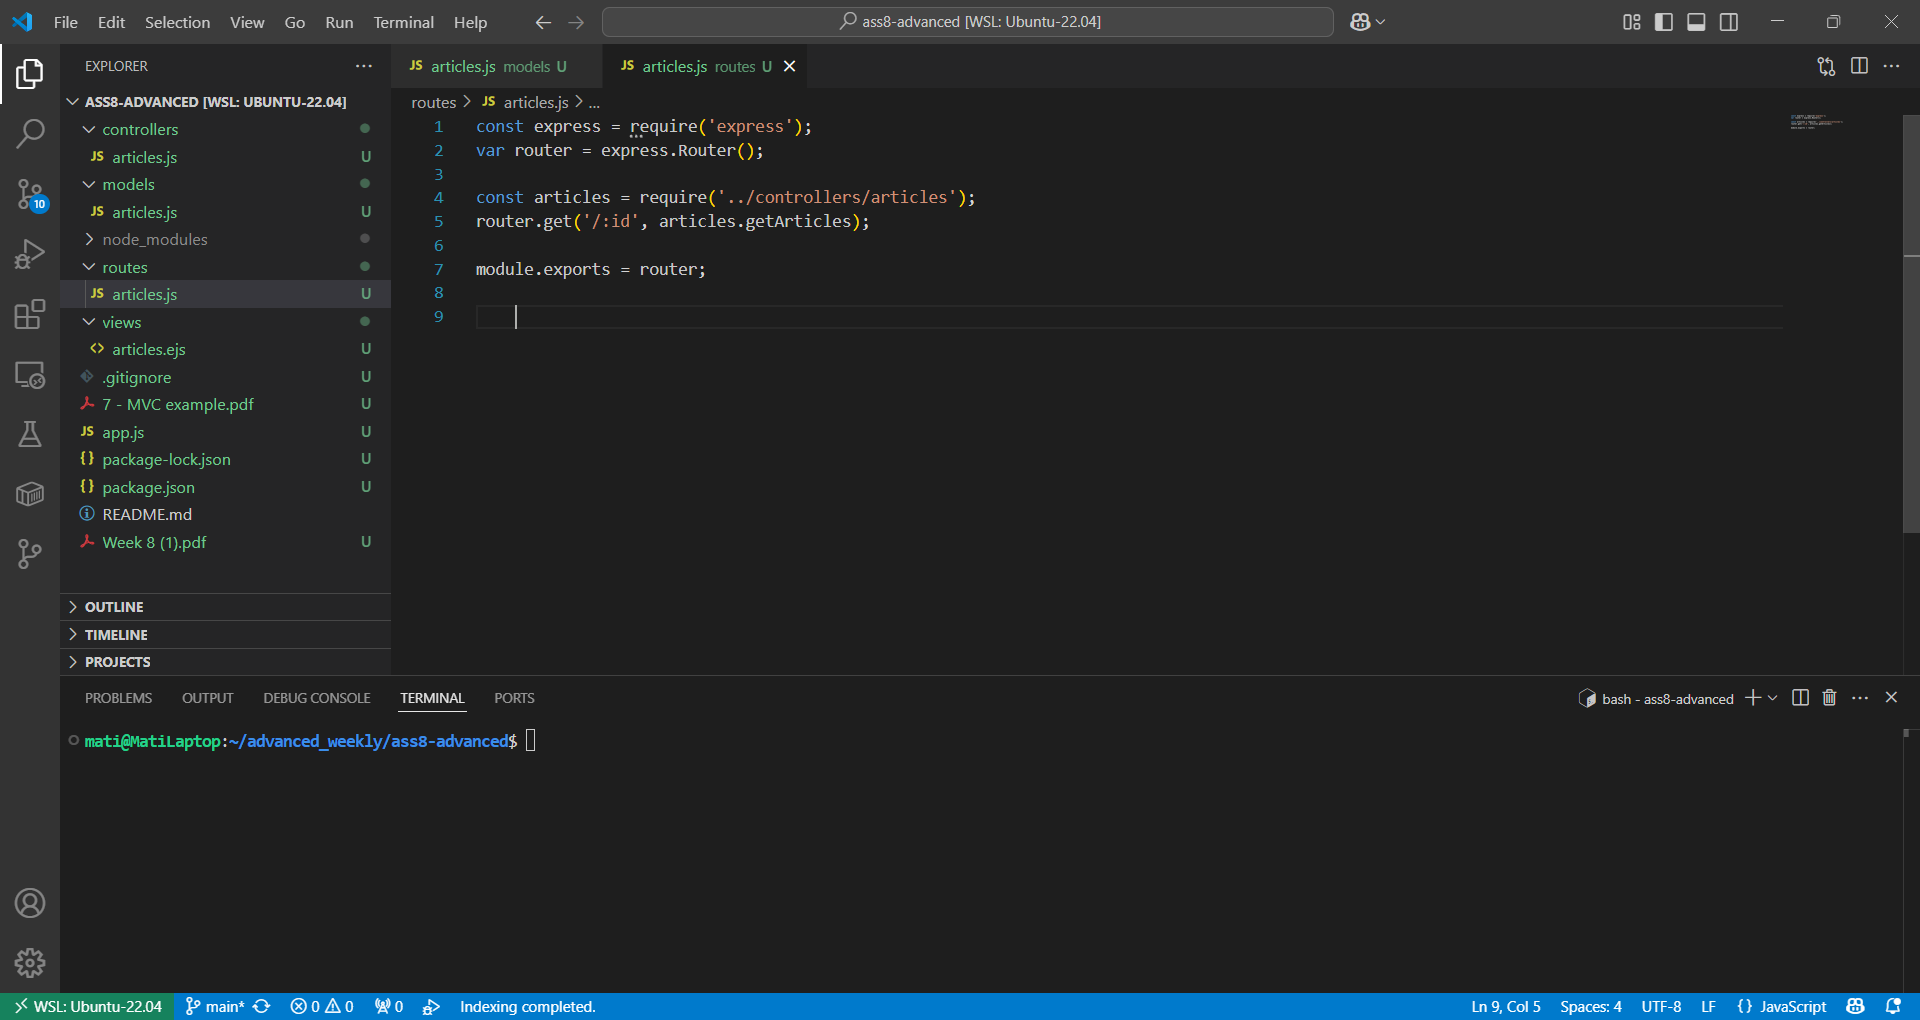 File Edit Selection View Go Run Terminal Help
ass8-advanced [WSL: Ubuntu-22.04]
EXPLORER
ASS8-ADVANCED [WSL: UBUNTU-22.04]
controllers
JS articles.js U
models
JS articles.js U
node_modules
routes
JS articles.js U
views
<> articles.ejs U
.gitignore U
7 - MVC example.pdf U
JS app.js U
{} package-lock.json U
{} package.json U
README.md
Week 8 (1).pdf U
OUTLINE
TIMELINE
PROJECTS
10
JS articles.js models U
JS articles.js routes U
routes > JS articles.js > ...
1 const express = require('express');
2 var router = express.Router();
3
4 const articles = require('../controllers/articles');
5 router.get('/:id', articles.getArticles);
6
7 module.exports = router;
8
9
PROBLEMS OUTPUT DEBUG CONSOLE TERMINAL PORTS
bash - ass8-advanced
mati@MatiLaptop:~/advanced_weekly/ass8-advanced$
WSL: Ubuntu-22.04 main* 0 0 0 Indexing completed.
Ln 9, Col 5 Spaces: 4 UTF-8 LF {} JavaScript